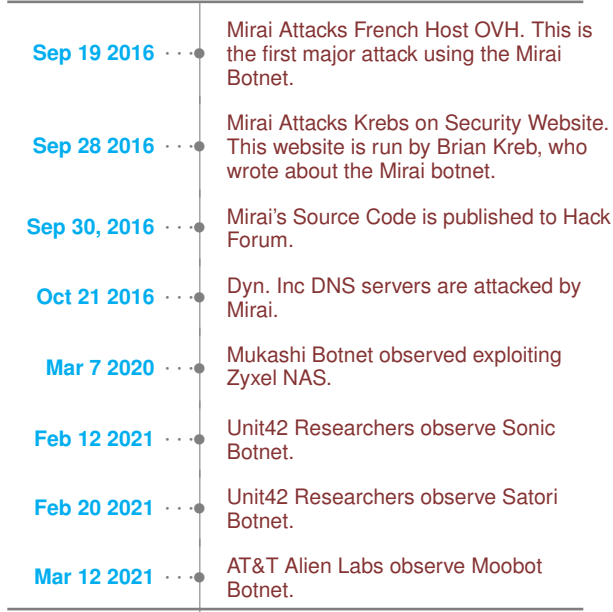 Sep 19 2016
Mirai Attacks French Host OVH. This is
the first major attack using the Mirai
Botnet.
Sep 28 2016
Mirai Attacks Krebs on Security Website.
This website is run by Brian Kreb, who
wrote about the Mirai botnet.
Sep 30, 2016
Mirai's Source Code is published to Hack
Forum.
Oct 21 2016
Dyn. Inc DNS servers are attacked by
Mirai.
Mar 7 2020
Mukashi Botnet observed exploiting
Zyxel NAS.
Feb 12 2021
Unit42 Researchers observe Sonic
Botnet.
Feb 20 2021
Unit42 Researchers observe Satori
Botnet.
Mar 12 2021
AT&T Alien Labs observe Moobot
Botnet.